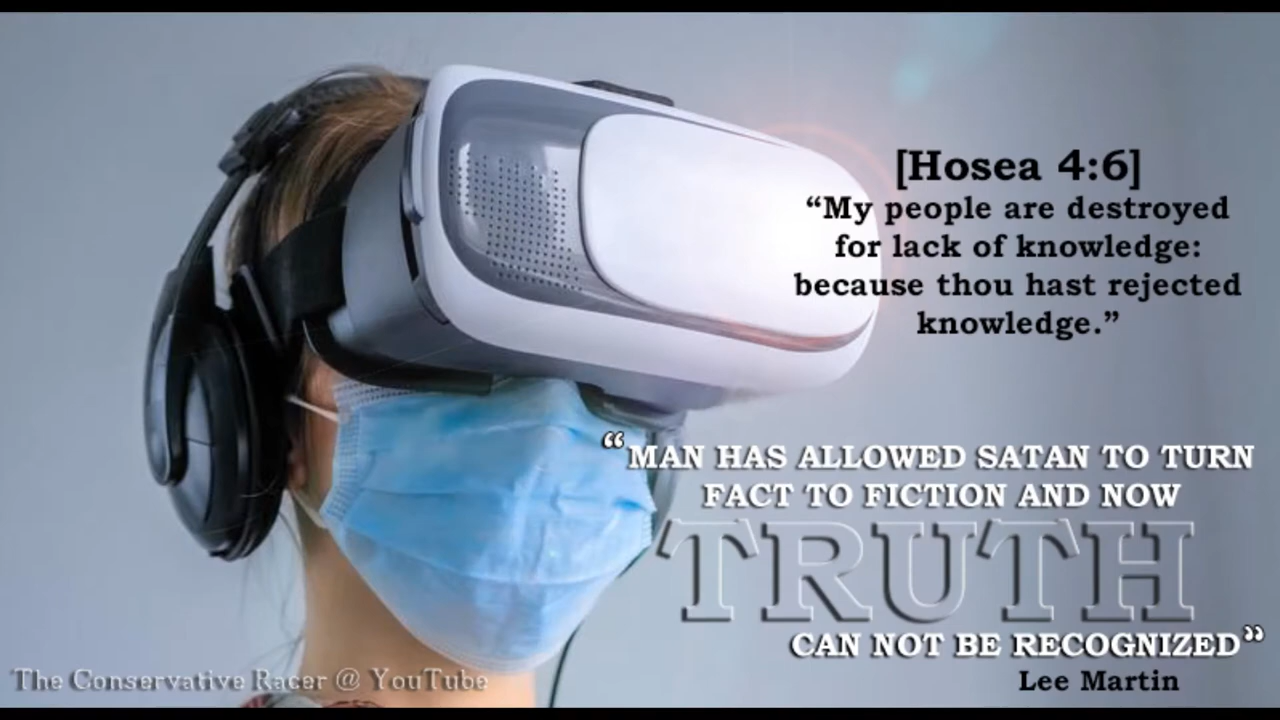 [Hosea 4:6]
“My people are destroyed
for lack of knowledge:
because thou hast rejected
knowledge.”
“MAN HAS ALLOWED SATAN TO TURN
FACT TO FICTION AND NOW
TRUTH
CAN NOT BE RECOGNIZED”
Lee Martin
The Conservative Racer @ YouTube